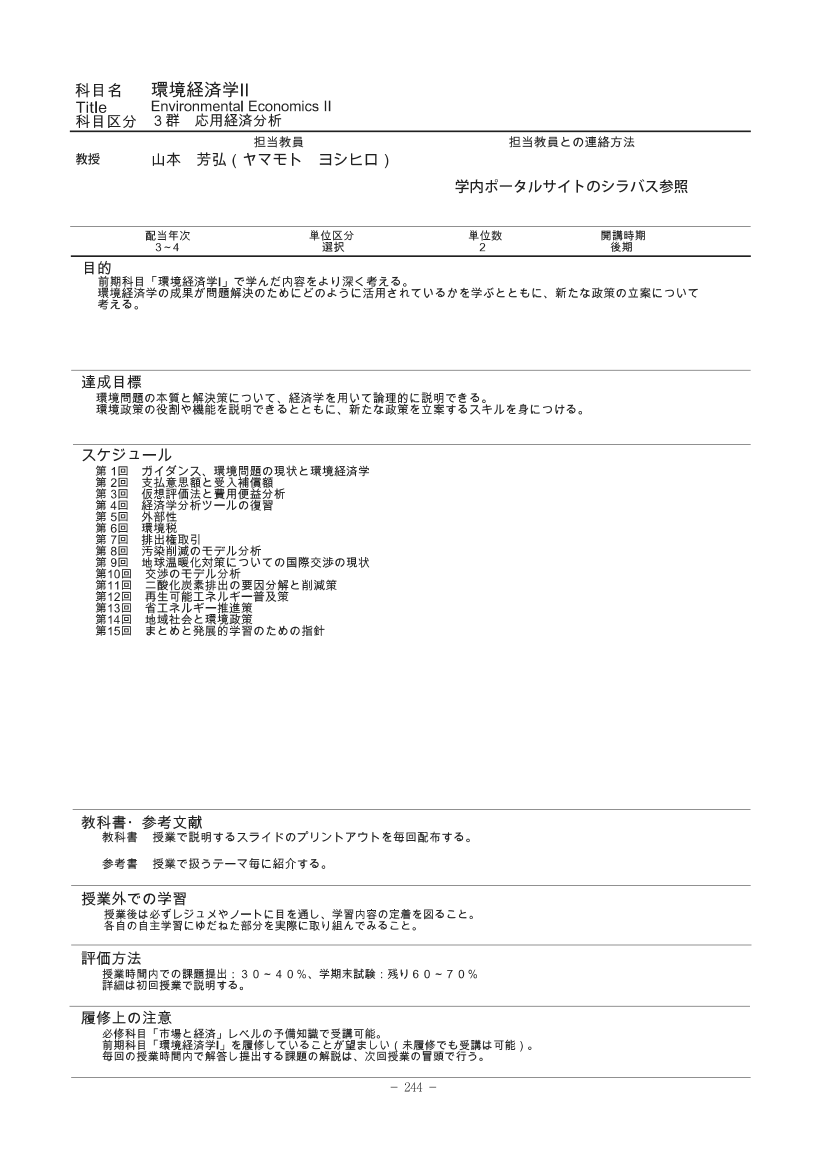 科目名　環境経済学II
Title　Environmental Economics II
科目区分　３群　応用経済分析
担当教員　担当教員との連絡方法
教授　山本　芳弘（ヤマモト　ヨシヒロ）
学内ポータルサイトのシラバス参照
配当年次　単位区分　単位数　開講時期
3～4　選択　2　後期
目的
前期科目「環境経済学I」で学んだ内容をより深く考える。
環境経済学の成果が問題解決のためにどのように活用されているかを学ぶとともに、新たな政策の立案について
考える。
達成目標
環境問題の本質と解決策について、経済学を用いて論理的に説明できる。
環境政策の役割や機能を説明できるとともに、新たな政策を立案するスキルを身につける。
スケジュール
第 1回　ガイダンス、環境問題の現状と環境経済学
第 2回　支払意思額と受入補償額
第 3回　仮想評価法と費用便益分析
第 4回　経済学分析ツールの復習
第 5回　外部性
第 6回　環境税
第 7回　排出権取引
第 8回　汚染削減のモデル分析
第 9回　地球温暖化対策についての国際交渉の現状
第10回　交渉のモデル分析
第11回　二酸化炭素排出の要因分解と削減策
第12回　再生可能エネルギー普及策
第13回　省エネルギー推進策
第14回　地域社会と環境政策
第15回　まとめと発展的学習のための指針
教科書・参考文献
教科書　授業で説明するスライドのプリントアウトを毎回配布する。
参考書　授業で扱うテーマ毎に紹介する。
授業外での学習
授業後は必ずレジュメやノートに目を通し、学習内容の定着を図ること。
各自の自主学習にゆだねた部分を実際に取り組んでみること。
評価方法
授業時間内での課題提出：３０～４０％、学期末試験：残り６０～７０％
詳細は初回授業で説明する。
履修上の注意
必修科目「市場と経済」レベルの予備知識で受講可能。
前期科目「環境経済学I」を履修していることが望ましい（未履修でも受講は可能）。
毎回の授業時間内で解答し提出する課題の解説は、次回授業の冒頭で行う。
－ 244 －